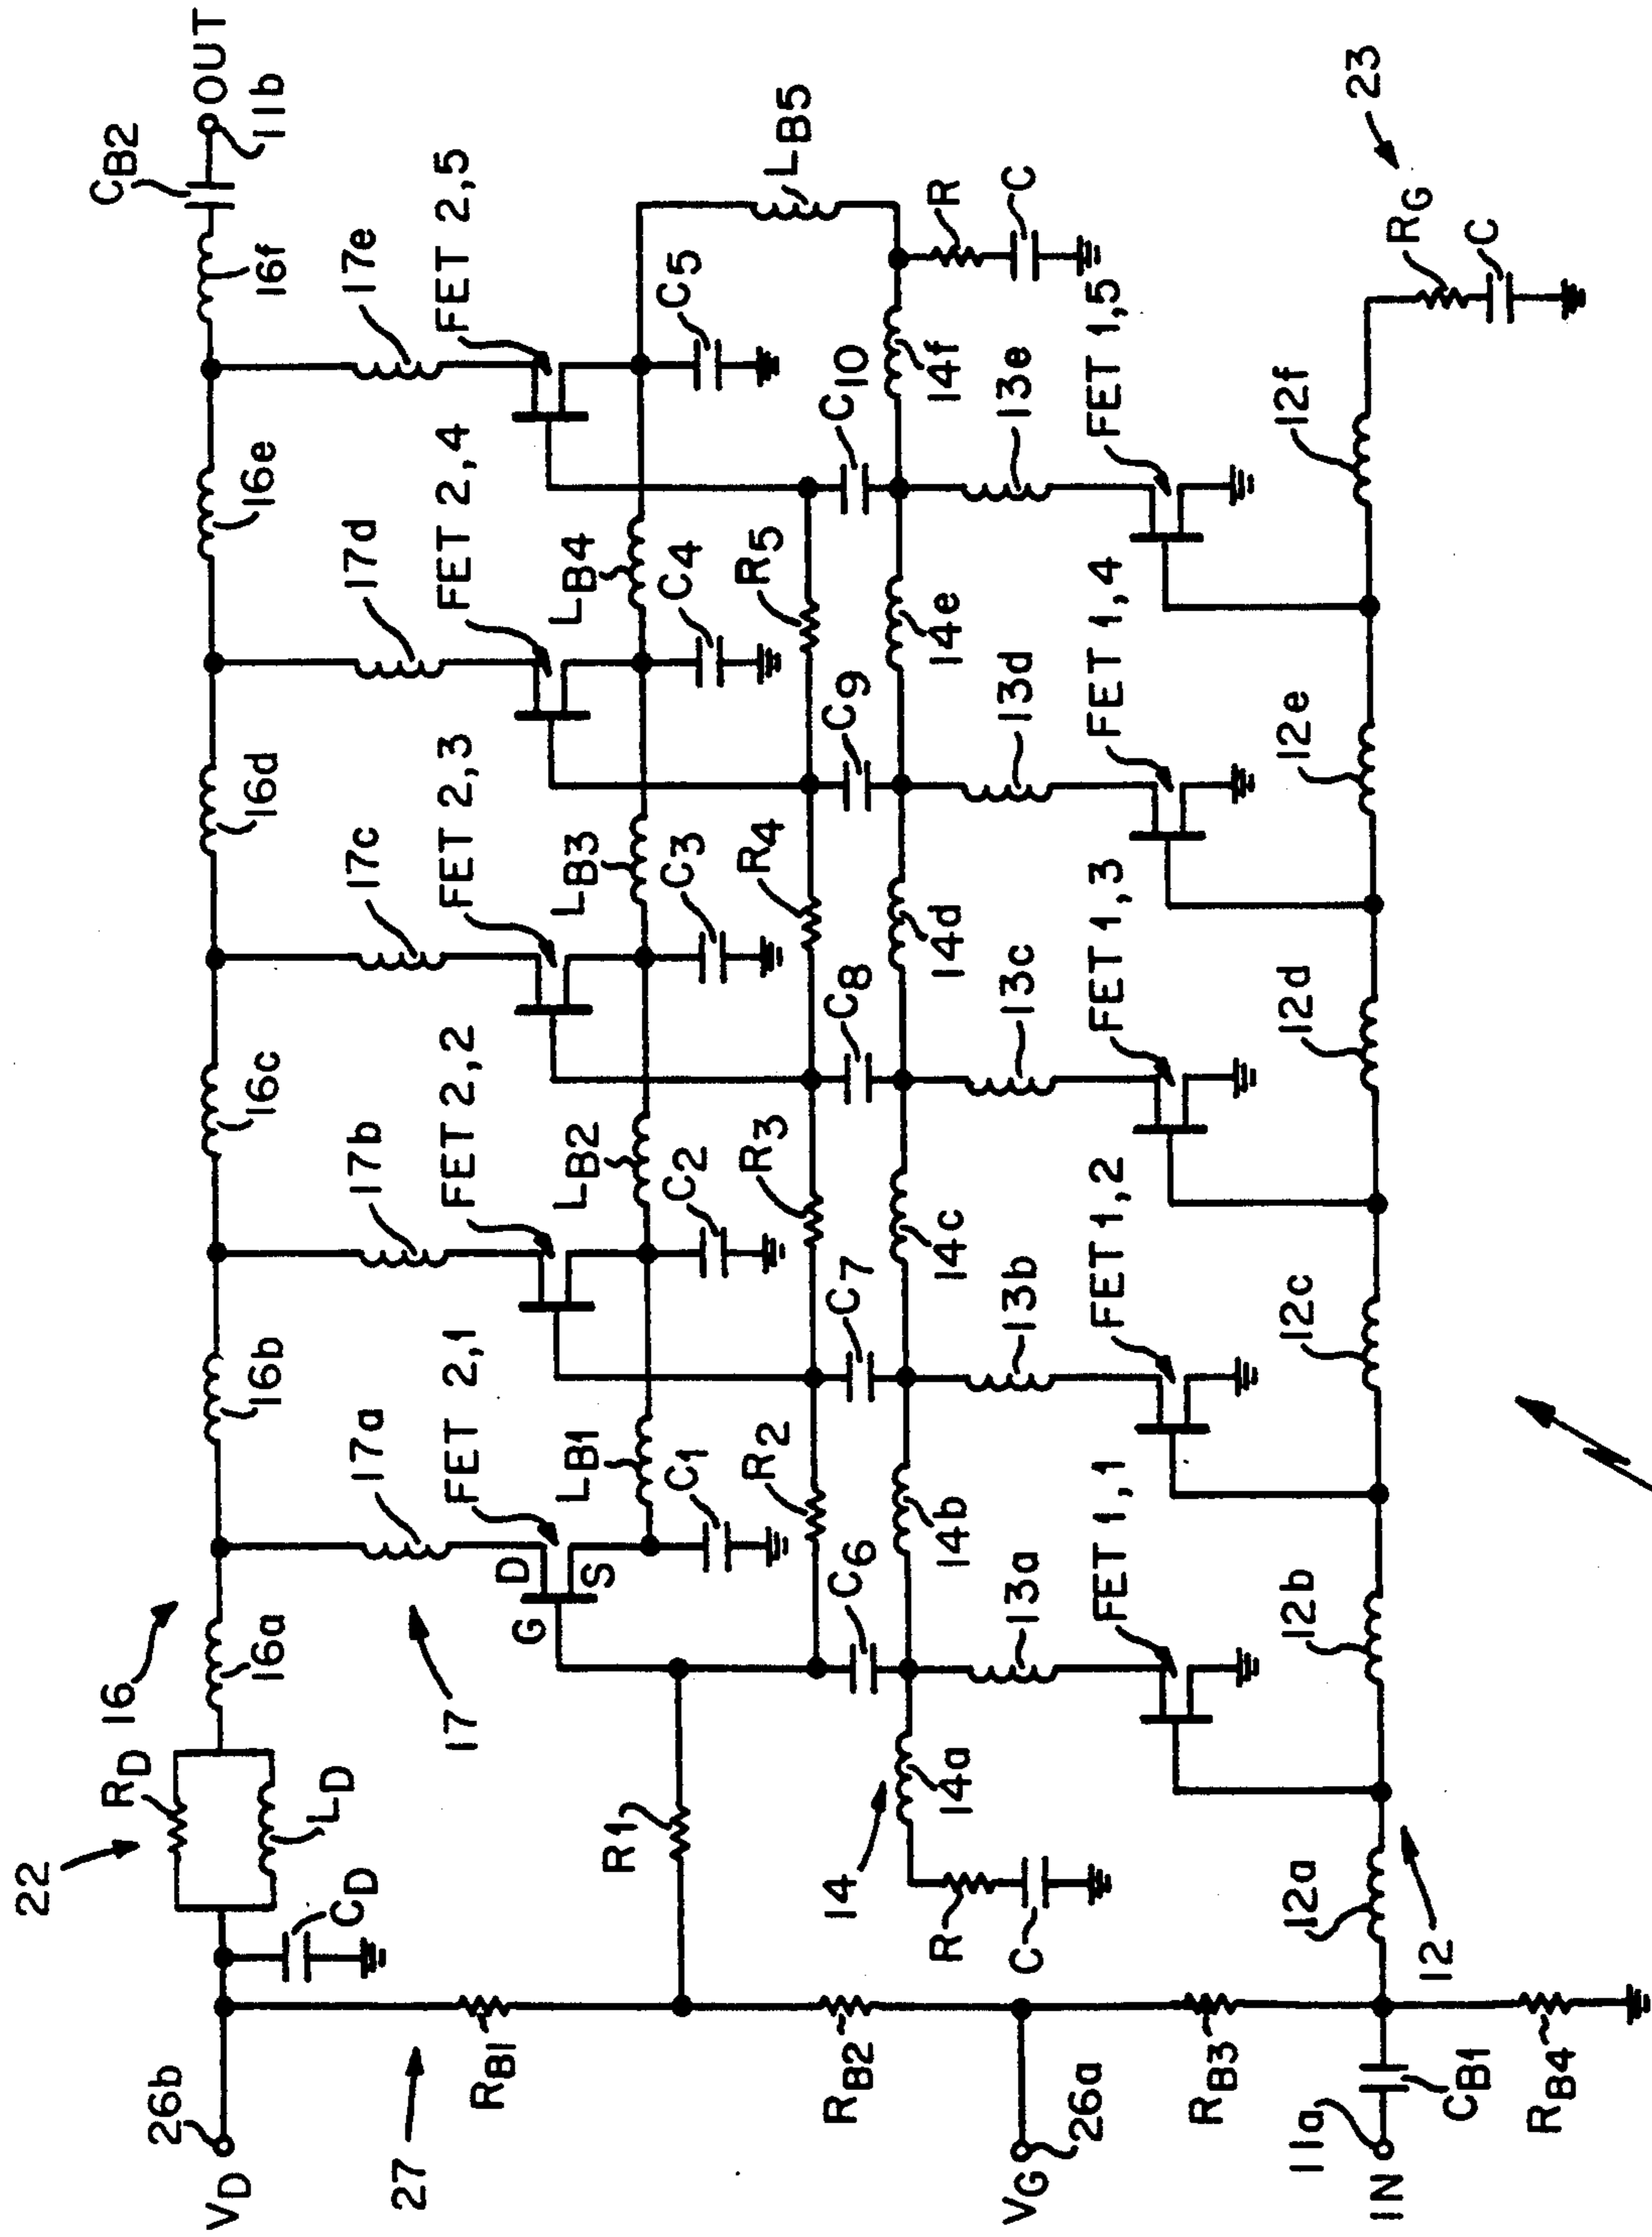 CB2
OUT
11b
16f
17e
FET 2,5
LB5
16e
17d
FET 2,4
LB4
C5
16d
17c
FET 2,3
LB3
C4
R5
C10
14f
R
C
16c
17b
FET 2,2
LB2
C3
R4
C9
14e
13e
FET 1,5
RG
C
23
16b
17a
FET 2,1
LB1
C2
R3
C8
14d
13d
FET 1,4
12f
16
16a
17
D
G
S
C1
R2
C7
14c
13c
FET 1,3
12e
22
RD
LD
CD
R1
C6
14b
13b
FET 1,2
12d
14
14a
13a
FET 1,1
12c
R
C
12b
12a
12
26b
VD
27
RB1
RB2
26a
VG
RB3
11a
IN
CB1
RB4